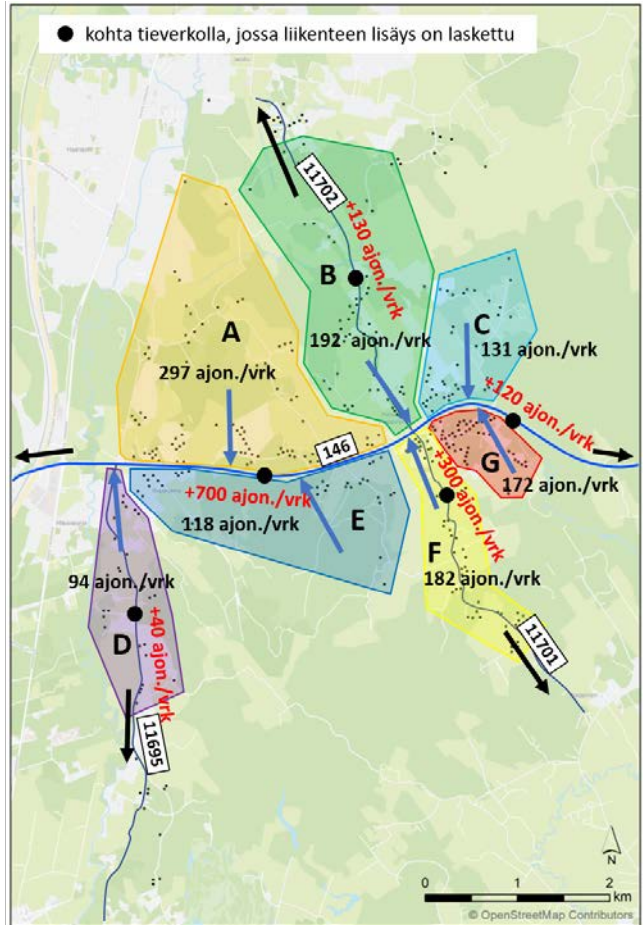 kohta tieverkolla, jossa liikenteen lisäys on laskettu
11702
+130 ajon./vrk
B
192 ajon./vrk
A
297 ajon./vrk
C
131 ajon./vrk
+120 ajon./vrk
146
G
172 ajon./vrk
+700 ajon./vrk
118 ajon./vrk
E
+300 ajon./vrk
F
182 ajon./vrk
94 ajon./vrk
D
+40 ajon./vrk
11701
11695
N
0 1 2
km
© OpenStreetMap Contributors